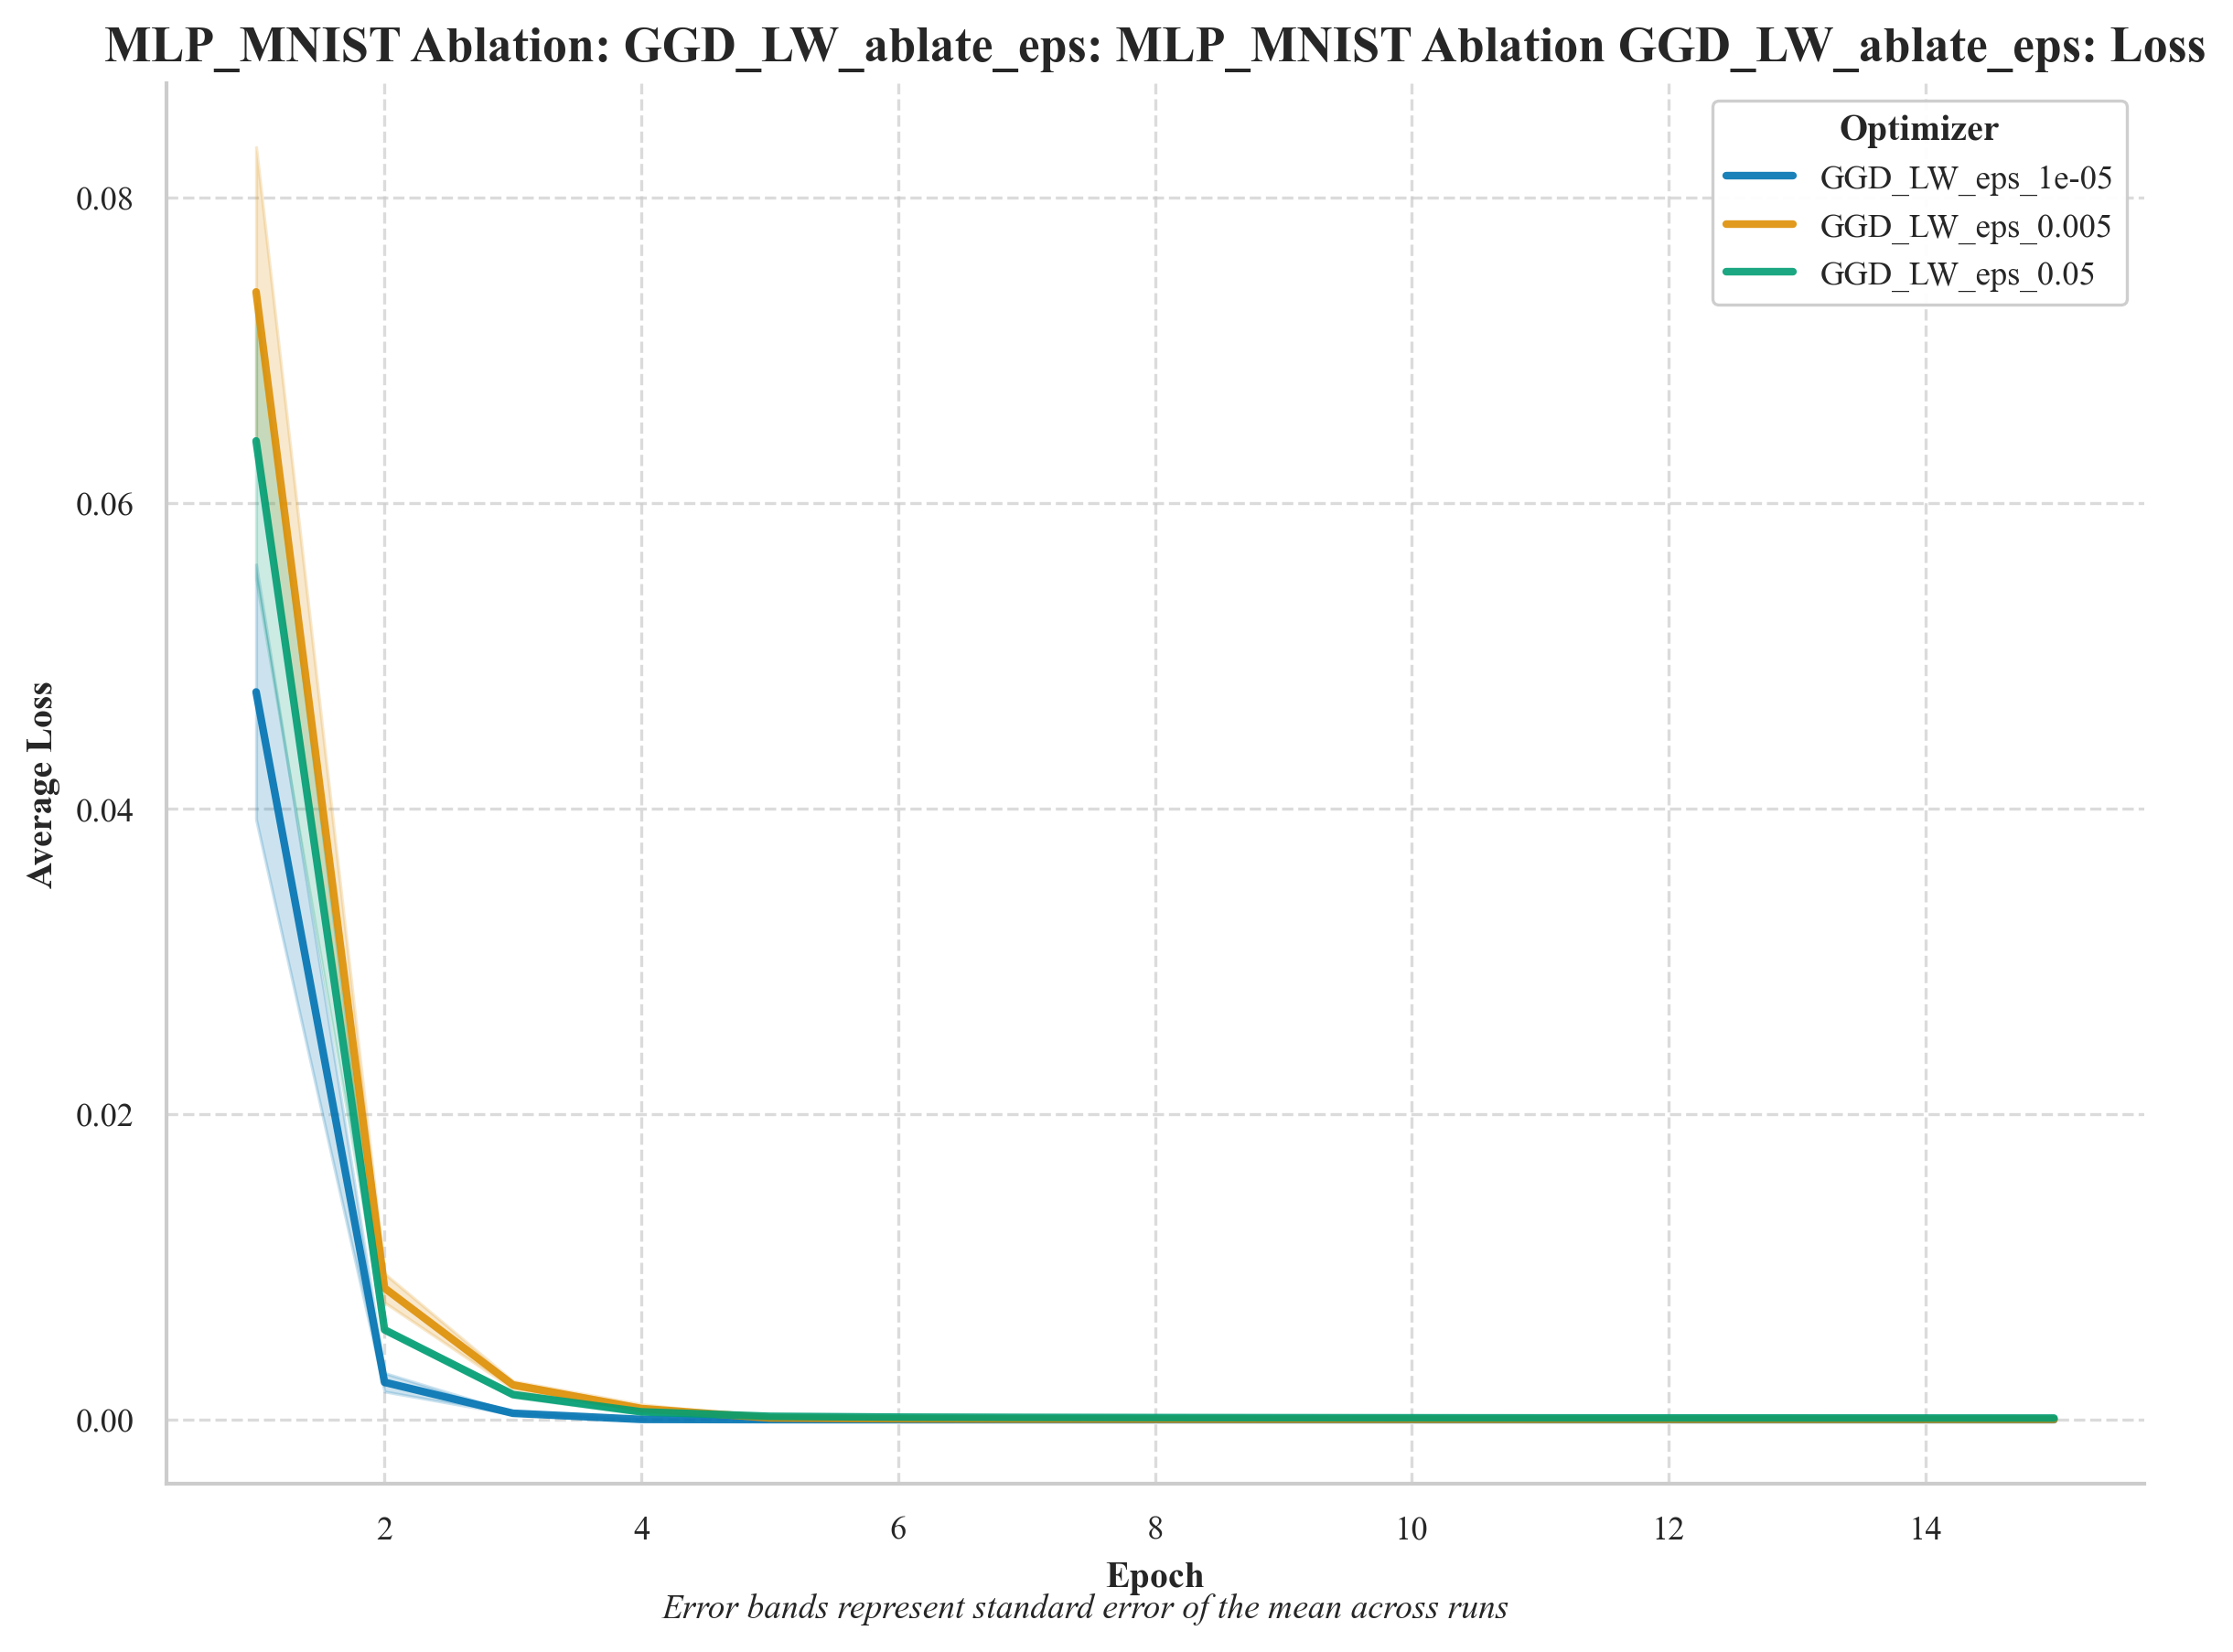 MLP_MNIST Ablation: GGD_LW_ablate_eps: MLP_MNIST Ablation GGD_LW_ablate_eps: Loss
Optimizer
GGD_LW_eps_1e-05
GGD_LW_eps_0.005
GGD_LW_eps_0.05
Average Loss
0.08
0.06
0.04
0.02
0.00
2 4 6 8 10 12 14
Epoch
Error bands represent standard error of the mean across runs